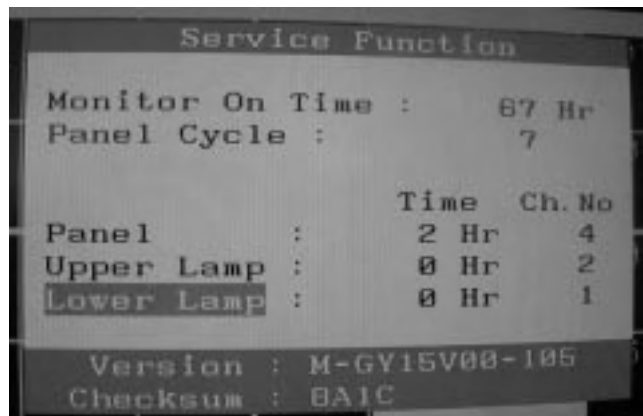 Service Function
Monitor On Time : 67 Hr
Panel Cycle : 7
Time Ch. No
Panel : 2 Hr 4
Upper Lamp : 0 Hr 2
Lower Lamp : 0 Hr 1
Version : M-GY15V00-105
Checksum : 8A1C